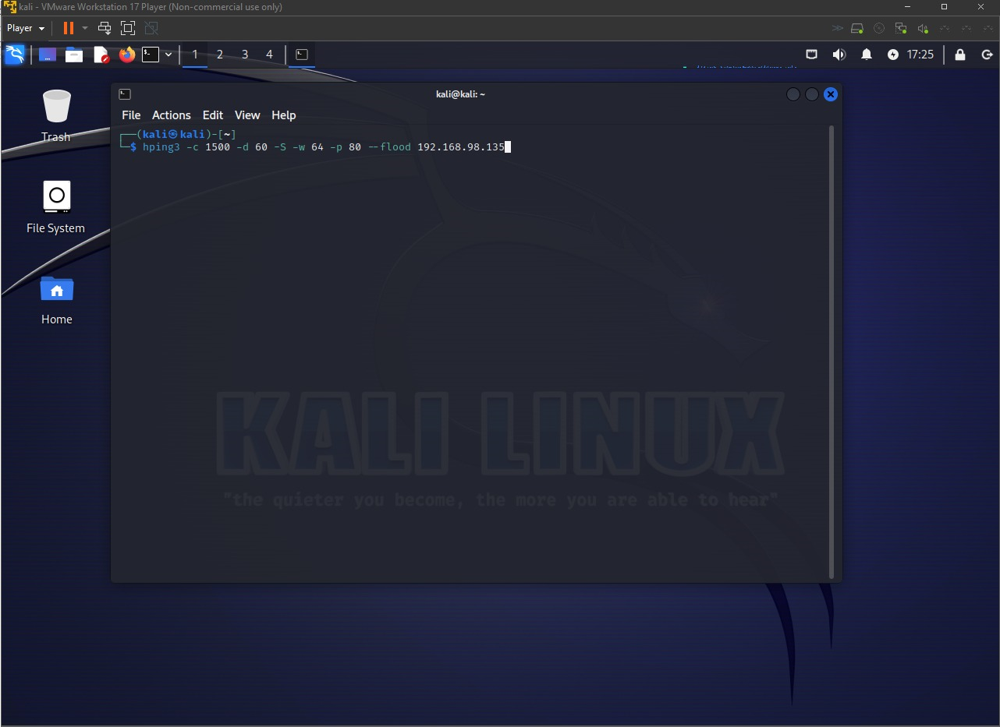 kali - VMware Workstation 17 Player (Non-commercial use only)
Player
1 2 3 4
17:25
kali@kali: ~
File Actions Edit View Help
┌──(kali㉿kali)-[~]
└─$ hping3 -c 1500 -d 60 -S -w 64 -p 80 --flood 192.168.98.135
Trash
File System
Home
KALI LINUX
"the quieter you become, the more you are able to hear"